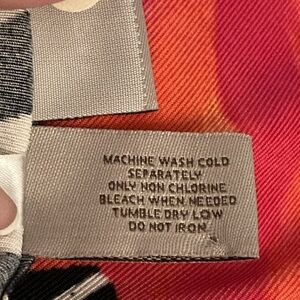 MACHINE WASH COLD
SEPARATELY
ONLY NON CHLORINE
BLEACH WHEN NEEDED
TUMBLE DRY LOW
DO NOT IRON